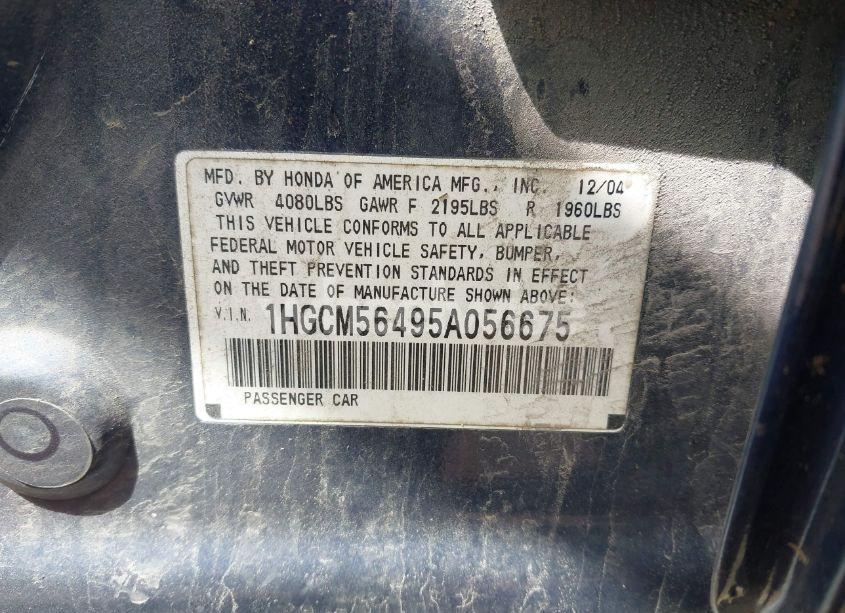 MFD. BY HONDA OF AMERICA MFG., INC. 12/04
GVWR 4080LBS GAWR F 2195LBS R 1960LBS
THIS VEHICLE CONFORMS TO ALL APPLICABLE
FEDERAL MOTOR VEHICLE SAFETY, BUMPER,
AND THEFT PREVENTION STANDARDS IN EFFECT
ON THE DATE OF MANUFACTURE SHOWN ABOVE:
V.I.N. 1HGCM56495A056675
PASSENGER CAR